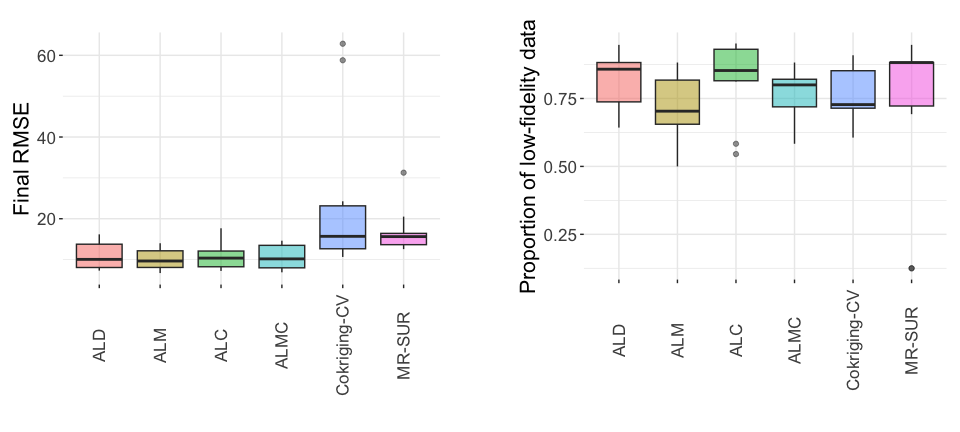 Final RMSE
60
40
20
ALD
ALM
ALC
ALMC
Cokriging-CV
MR-SUR
Proportion of low-fidelity data
0.75
0.50
0.25
ALD
ALM
ALC
ALMC
Cokriging-CV
MR-SUR